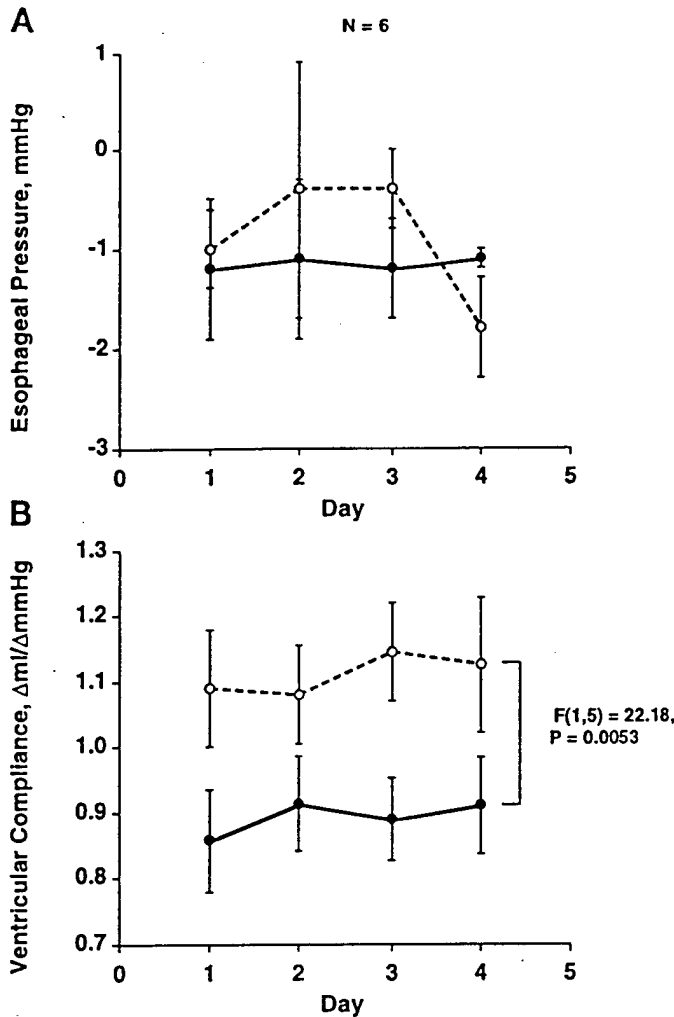 A
N = 6
Esophageal Pressure, mmHg
1
0
-1
-2
-3
0 1 2 3 4 5
Day
B
Ventricular Compliance, Δml/ΔmmHg
1.3
1.2
1.1
1.0
0.9
0.8
0.7
F(1,5) = 22.18,
P = 0.0053
0 1 2 3 4 5
Day